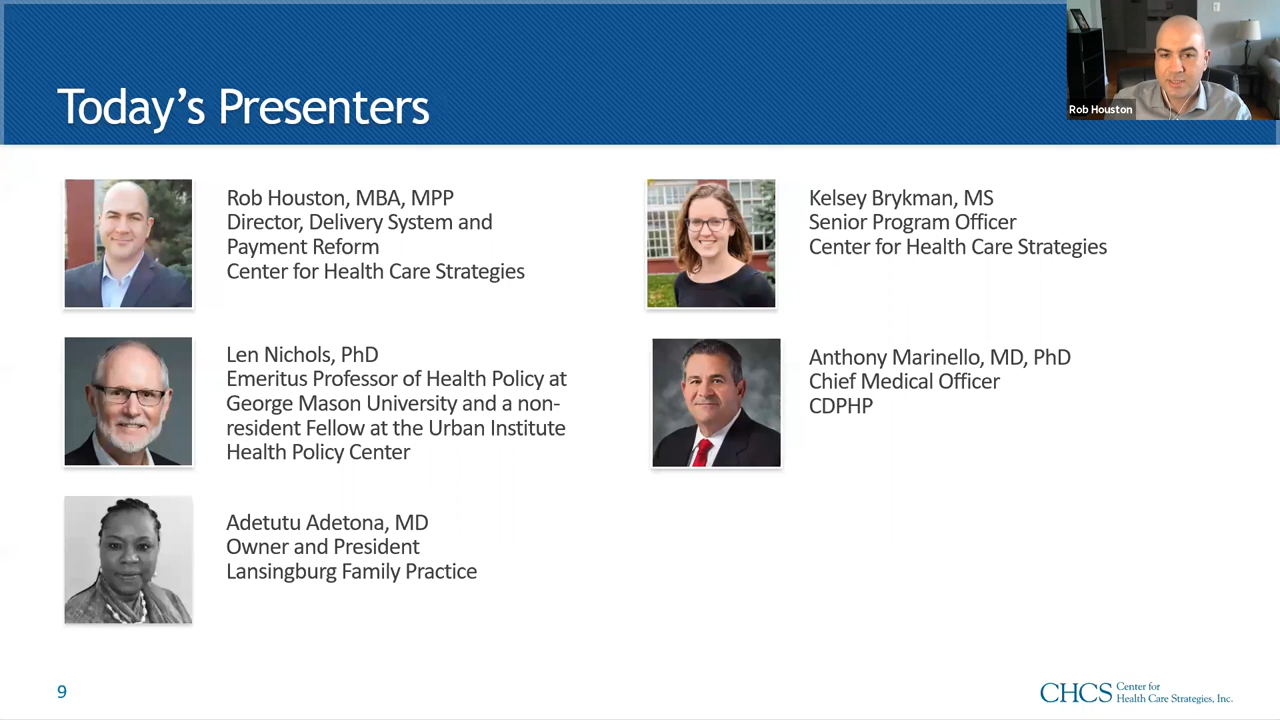 Today's Presenters
Rob Houston
Rob Houston, MBA, MPP
Director, Delivery System and
Payment Reform
Center for Health Care Strategies
Kelsey Brykman, MS
Senior Program Officer
Center for Health Care Strategies
Len Nichols, PhD
Emeritus Professor of Health Policy at
George Mason University and a non-
resident Fellow at the Urban Institute
Health Policy Center
Anthony Marinello, MD, PhD
Chief Medical Officer
CDPHP
Adetutu Adetona, MD
Owner and President
Lansingburg Family Practice
9
CHCS Center for
Health Care Strategies, Inc.